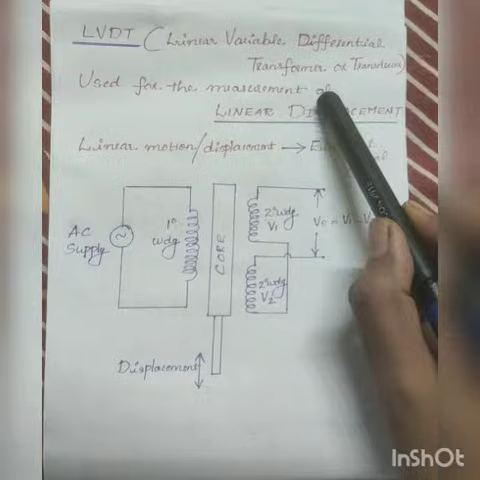 LVDT (Linear Variable Differential
Transformer or Transducer)
Used for the measurement of
LINEAR DISPLACEMENT
Linear motion/displacement →
AC
Supply
1° wdg
CORE
2° wdg
V1
V0 = V1 - V
2° wdg
V2
Displacement
InShOt